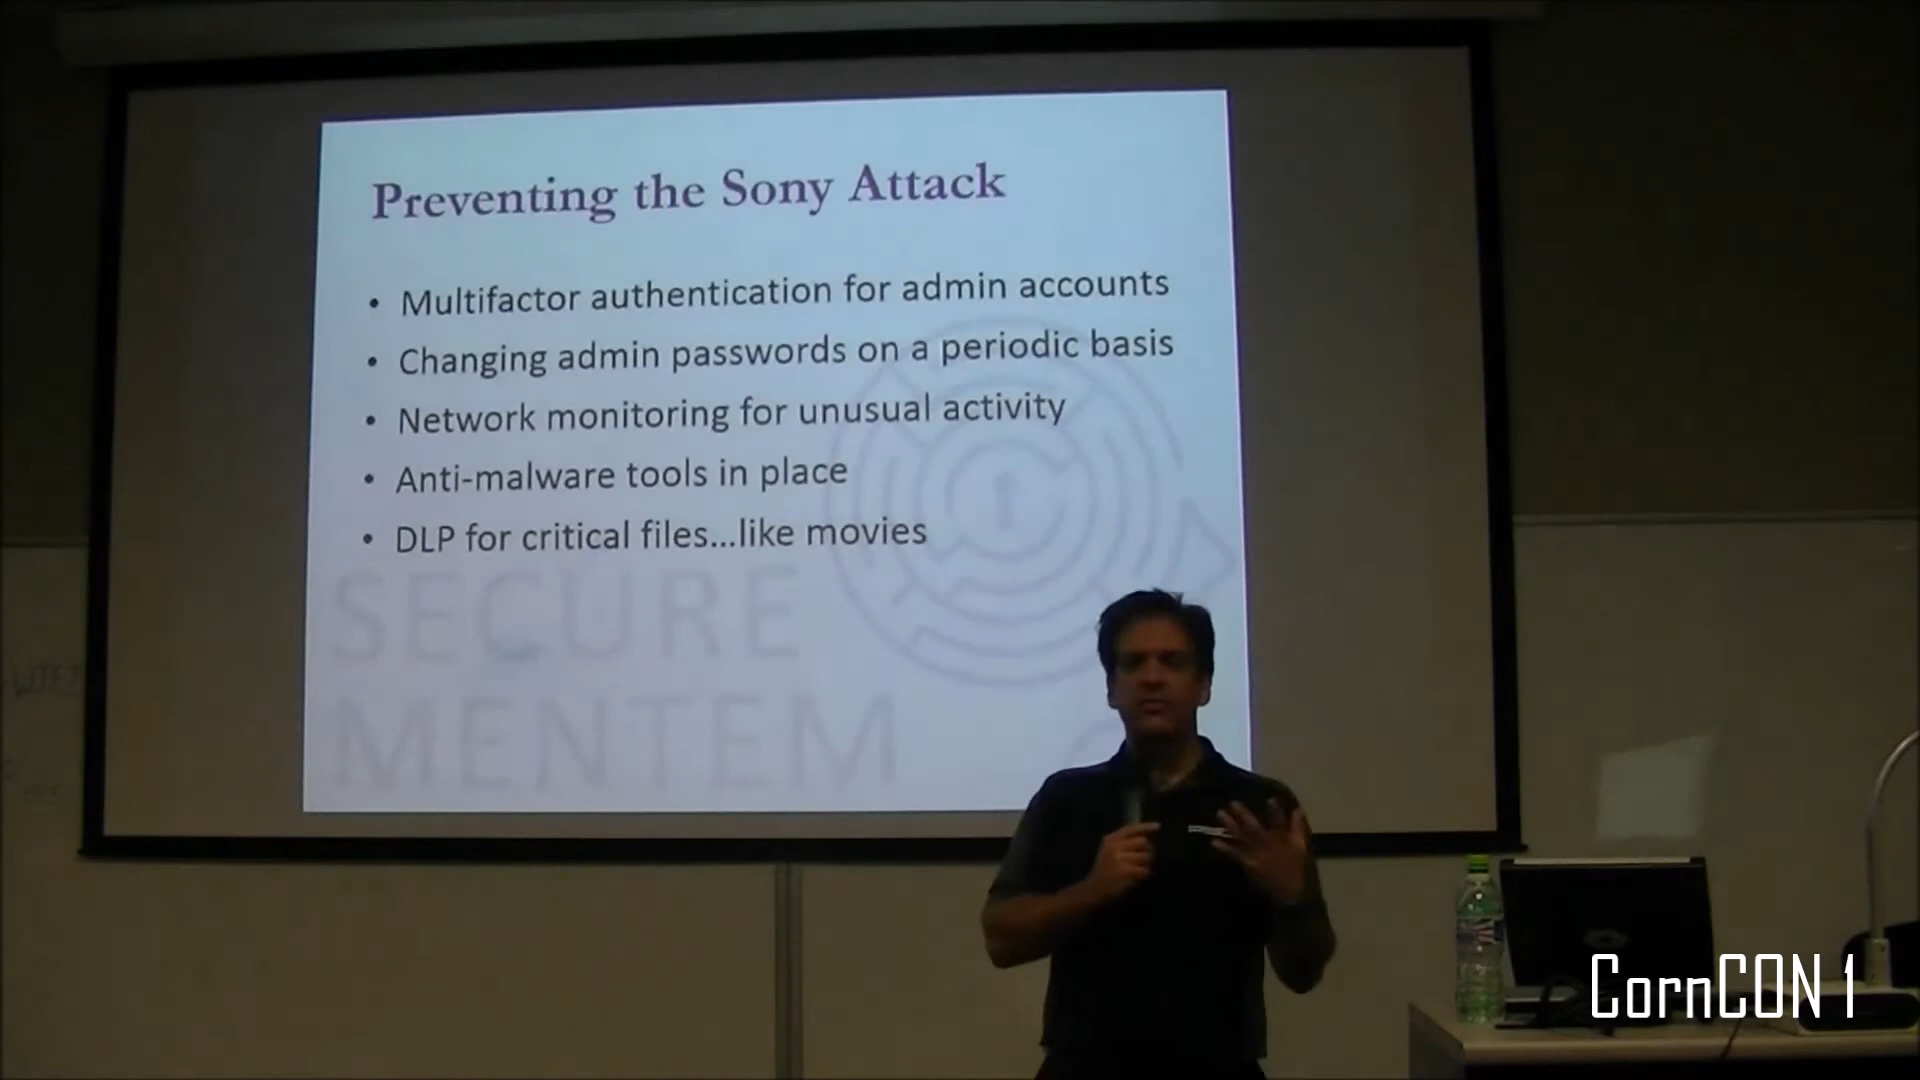 Preventing the Sony Attack
• Multifactor authentication for admin accounts
• Changing admin passwords on a periodic basis
• Network monitoring for unusual activity
• Anti-malware tools in place
• DLP for critical files...like movies
SECURE
MENTEM
CornCON 1